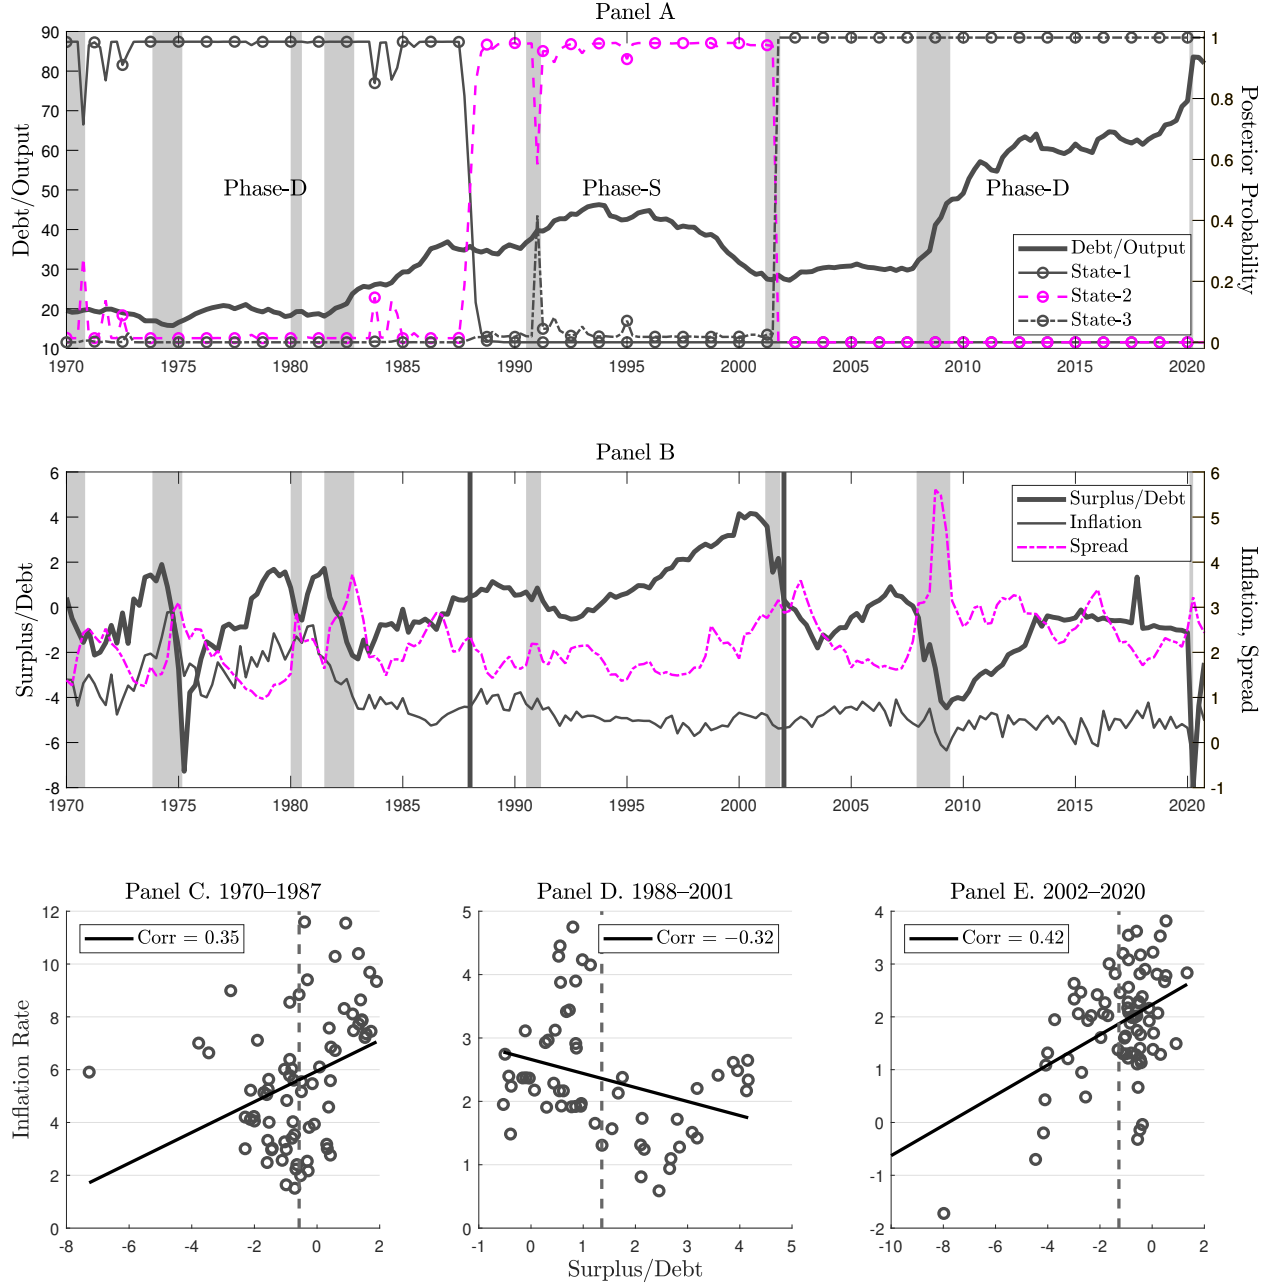 Panel A
90
80
70
60
50
40
30
20
10
Debt/Output
1
0.8
0.6
0.4
0.2
0
Posterior Probability
Phase-D
Phase-S
Phase-D
Debt/Output
State-1
State-2
State-3
1970 1975 1980 1985 1990 1995 2000 2005 2010 2015 2020
Panel B
6
4
2
0
-2
-4
-6
-8
Surplus/Debt
6
5
4
3
2
1
0
-1
Inflation, Spread
Surplus/Debt
Inflation
Spread
1970 1975 1980 1985 1990 1995 2000 2005 2010 2015 2020
Panel C. 1970–1987
Corr = 0.35
12
10
8
6
4
2
0
Inflation Rate
-8 -6 -4 -2 0 2
Panel D. 1988–2001
Corr = −0.32
5
4
3
2
1
0
-1 0 1 2 3 4 5
Surplus/Debt
Panel E. 2002–2020
Corr = 0.42
4
3
2
1
0
-1
-2
-10 -8 -6 -4 -2 0 2